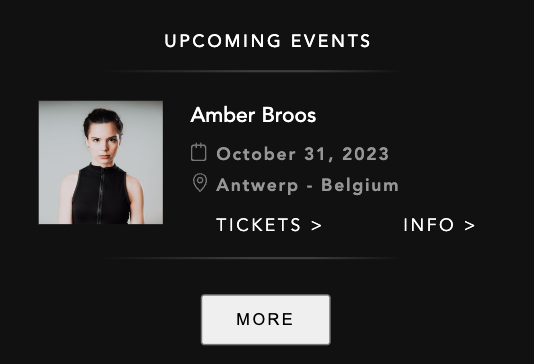 UPCOMING EVENTS
Amber Broos
October 31, 2023
Antwerp - Belgium
TICKETS > INFO >
MORE